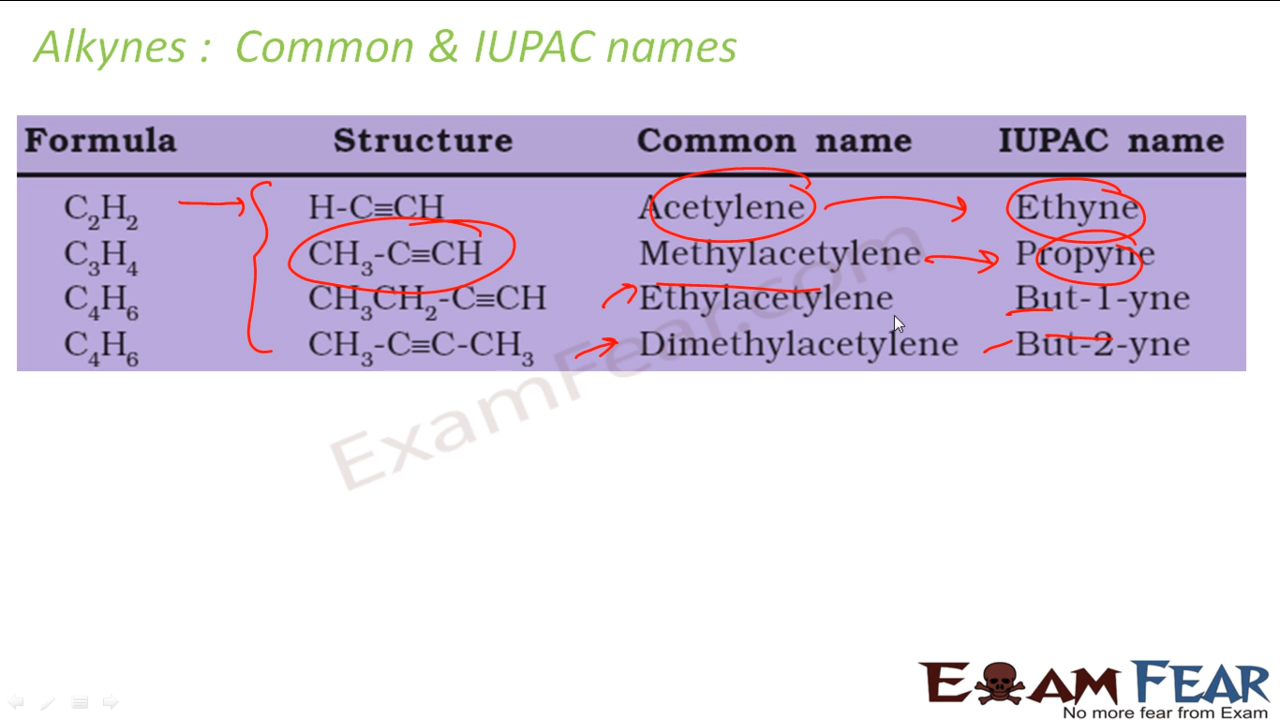 Alkynes : Common & IUPAC names
Formula Structure Common name IUPAC name
C₂H₂ H-C≡CH Acetylene Ethyne
C₃H₄ CH₃-C≡CH Methylacetylene Propyne
C₄H₆ CH₃CH₂-C≡CH Ethylacetylene But-1-yne
C₄H₆ CH₃-C≡C-CH₃ Dimethylacetylene But-2-yne
ExamFear.com
EXAM FEAR
No more fear from Exam